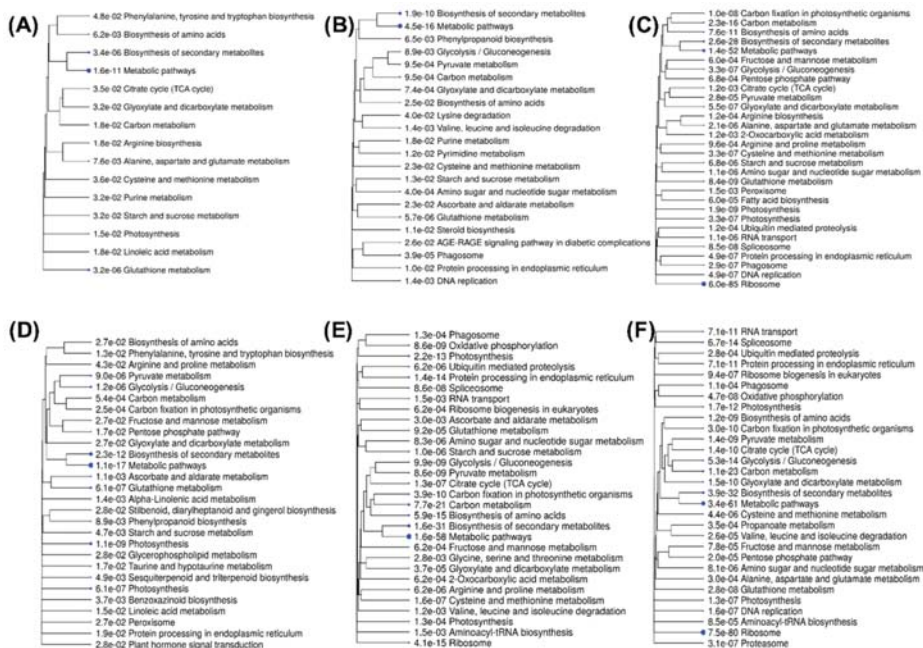 (A)
4.8e-02 Phenylalanine, tyrosine and tryptophan biosynthesis
6.2e-03 Biosynthesis of amino acids
3.4e-06 Biosynthesis of secondary metabolites
1.6e-11 Metabolic pathways
3.5e-02 Citrate cycle (TCA cycle)
3.2e-02 Glyoxylate and dicarboxylate metabolism
1.8e-02 Carbon metabolism
1.8e-02 Arginine biosynthesis
7.6e-03 Alanine, aspartate and glutamate metabolism
3.6e-02 Cysteine and methionine metabolism
3.2e-02 Purine metabolism
3.2e-02 Starch and sucrose metabolism
1.5e-02 Photosynthesis
1.8e-02 Linoleic acid metabolism
3.2e-06 Glutathione metabolism
(B)
1.9e-10 Biosynthesis of secondary metabolites
4.5e-16 Metabolic pathways
6.5e-03 Phenylpropanoid biosynthesis
8.9e-03 Glycolysis / Gluconeogenesis
9.5e-04 Pyruvate metabolism
9.5e-04 Carbon metabolism
7.4e-04 Glyoxylate and dicarboxylate metabolism
2.5e-02 Biosynthesis of amino acids
4.0e-02 Lysine degradation
1.4e-03 Valine, leucine and isoleucine degradation
1.8e-02 Purine metabolism
1.2e-02 Pyrimidine metabolism
2.3e-02 Cysteine and methionine metabolism
1.3e-02 Starch and sucrose metabolism
4.0e-04 Amino sugar and nucleotide sugar metabolism
2.3e-02 Ascorbate and aldarate metabolism
5.7e-06 Glutathione metabolism
1.1e-02 Steroid biosynthesis
2.6e-02 AGE-RAGE signaling pathway in diabetic complications
3.9e-05 Phagosome
1.0e-02 Protein processing in endoplasmic reticulum
1.4e-03 DNA replication
(C)
1.0e-08 Carbon fixation in photosynthetic organisms
2.3e-16 Carbon metabolism
7.6e-11 Biosynthesis of amino acids
2.6e-28 Biosynthesis of secondary metabolites
1.4e-52 Metabolic pathways
6.0e-04 Fructose and mannose metabolism
3.3e-07 Glycolysis / Gluconeogenesis
6.8e-04 Pentose phosphate pathway
1.2e-03 Citrate cycle (TCA cycle)
2.8e-05 Pyruvate metabolism
5.5e-07 Glyoxylate and dicarboxylate metabolism
1.2e-04 Arginine biosynthesis
2.1e-06 Alanine, aspartate and glutamate metabolism
1.2e-03 2-Oxocarboxylic acid metabolism
9.6e-04 Arginine and proline metabolism
3.3e-07 Cysteine and methionine metabolism
6.8e-06 Starch and sucrose metabolism
1.1e-06 Amino sugar and nucleotide sugar metabolism
8.4e-09 Glutathione metabolism
1.5e-03 Peroxisome
6.0e-05 Fatty acid biosynthesis
1.9e-09 Photosynthesis
3.3e-07 Photosynthesis
1.2e-04 Ubiquitin mediated proteolysis
1.1e-06 RNA transport
8.5e-08 Spliceosome
4.9e-07 Protein processing in endoplasmic reticulum
2.9e-07 Phagosome
4.9e-07 DNA replication
6.0e-85 Ribosome
(D)
2.7e-02 Biosynthesis of amino acids
1.3e-02 Phenylalanine, tyrosine and tryptophan biosynthesis
4.3e-02 Arginine and proline metabolism
9.0e-06 Pyruvate metabolism
1.2e-06 Glycolysis / Gluconeogenesis
5.4e-04 Carbon metabolism
2.5e-04 Carbon fixation in photosynthetic organisms
2.7e-02 Fructose and mannose metabolism
1.7e-02 Pentose phosphate pathway
2.7e-02 Glyoxylate and dicarboxylate metabolism
2.3e-12 Biosynthesis of secondary metabolites
1.1e-17 Metabolic pathways
1.1e-03 Ascorbate and aldarate metabolism
6.1e-07 Glutathione metabolism
1.4e-03 Alpha-Linolenic acid metabolism
2.8e-02 Stilbenoid, diarylheptanoid and gingerol biosynthesis
8.9e-03 Phenylpropanoid biosynthesis
4.7e-03 Starch and sucrose metabolism
1.1e-09 Photosynthesis
2.8e-02 Glycerophospholipid metabolism
1.7e-02 Taurine and hypotaurine metabolism
4.9e-03 Sesquiterpenoid and triterpenoid biosynthesis
6.1e-07 Photosynthesis
3.7e-03 Benzoxazinoid biosynthesis
1.5e-02 Linoleic acid metabolism
2.7e-02 Peroxisome
1.9e-02 Protein processing in endoplasmic reticulum
2.8e-02 Plant hormone signal transduction
(E)
1.3e-04 Phagosome
8.6e-09 Oxidative phosphorylation
2.2e-13 Photosynthesis
6.2e-06 Ubiquitin mediated proteolysis
1.4e-14 Protein processing in endoplasmic reticulum
8.6e-08 Spliceosome
1.5e-03 RNA transport
6.2e-04 Ribosome biogenesis in eukaryotes
3.0e-03 Ascorbate and aldarate metabolism
9.2e-05 Glutathione metabolism
8.3e-06 Amino sugar and nucleotide sugar metabolism
1.0e-06 Starch and sucrose metabolism
9.9e-09 Glycolysis / Gluconeogenesis
8.6e-09 Pyruvate metabolism
1.3e-07 Citrate cycle (TCA cycle)
3.9e-10 Carbon fixation in photosynthetic organisms
7.7e-21 Carbon metabolism
5.9e-15 Biosynthesis of amino acids
1.6e-31 Biosynthesis of secondary metabolites
1.6e-58 Metabolic pathways
6.2e-04 Fructose and mannose metabolism
2.8e-03 Glycine, serine and threonine metabolism
3.7e-05 Glyoxylate and dicarboxylate metabolism
6.2e-04 2-Oxocarboxylic acid metabolism
6.2e-06 Arginine and proline metabolism
1.6e-07 Cysteine and methionine metabolism
1.2e-03 Valine, leucine and isoleucine degradation
1.3e-04 Photosynthesis
1.5e-03 Aminoacyl-tRNA biosynthesis
4.1e-15 Ribosome
(F)
7.1e-11 RNA transport
6.7e-14 Spliceosome
2.8e-04 Ubiquitin mediated proteolysis
7.1e-11 Protein processing in endoplasmic reticulum
9.4e-07 Ribosome biogenesis in eukaryotes
1.1e-04 Phagosome
4.7e-08 Oxidative phosphorylation
1.7e-12 Photosynthesis
1.2e-09 Biosynthesis of amino acids
3.0e-10 Carbon fixation in photosynthetic organisms
1.4e-09 Pyruvate metabolism
1.4e-10 Citrate cycle (TCA cycle)
5.3e-14 Glycolysis / Gluconeogenesis
1.1e-23 Carbon metabolism
1.5e-10 Glyoxylate and dicarboxylate metabolism
3.9e-32 Biosynthesis of secondary metabolites
3.4e-61 Metabolic pathways
4.4e-06 Cysteine and methionine metabolism
3.5e-04 Propanoate metabolism
2.6e-05 Valine, leucine and isoleucine degradation
7.8e-05 Fructose and mannose metabolism
2.0e-05 Pentose phosphate pathway
8.1e-06 Amino sugar and nucleotide sugar metabolism
3.0e-04 Alanine, aspartate and glutamate metabolism
2.8e-08 Glutathione metabolism
1.3e-07 Photosynthesis
1.6e-07 DNA replication
8.5e-05 Aminoacyl-tRNA biosynthesis
7.5e-80 Ribosome
3.1e-07 Proteasome